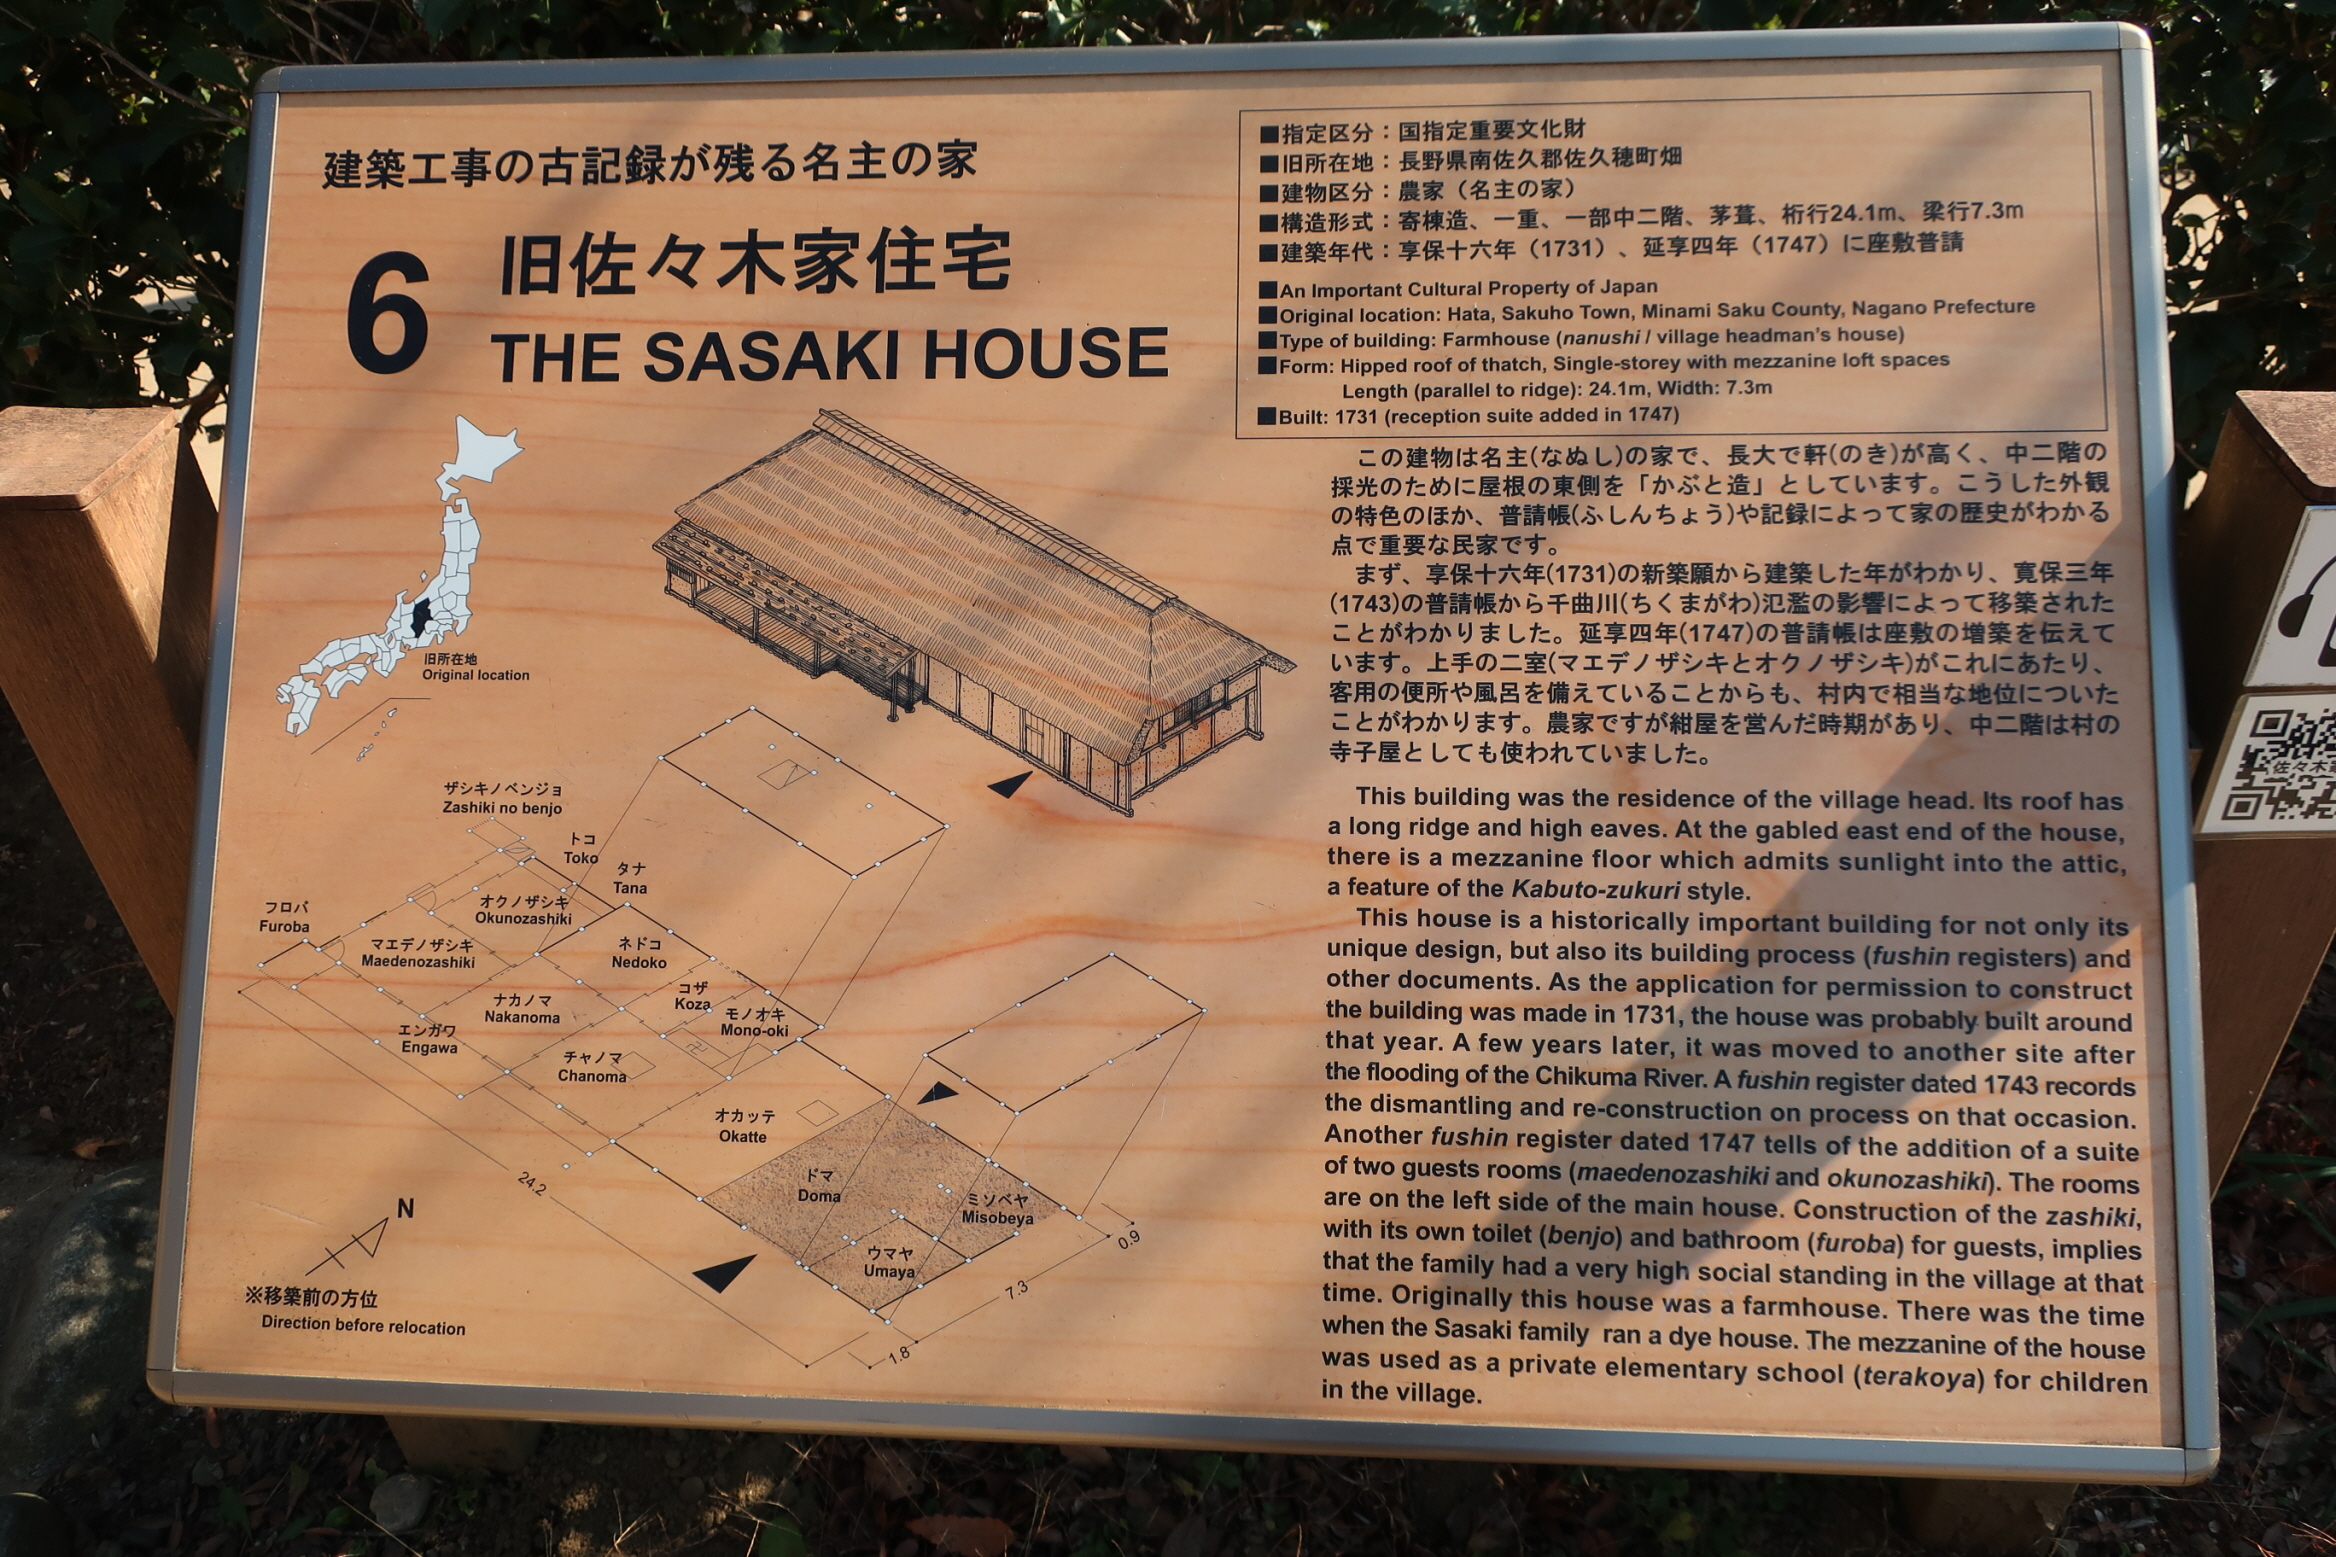 建築工事の古記録が残る名主の家
6
旧佐々木家住宅
THE SASAKI HOUSE
■指定区分：国指定重要文化財
■旧所在地：長野県南佐久郡佐久穂町畑
■建物区分：農家（名主の家）
■構造形式：寄棟造、一重、一部中二階、茅葺、桁行24.1m、梁行7.3m
■建築年代：享保十六年（1731）、延享四年（1747）に座敷普請
■An Important Cultural Property of Japan
■Original location: Hata, Sakuho Town, Minami Saku County, Nagano Prefecture
■Type of building: Farmhouse (nanushi / village headman's house)
■Form: Hipped roof of thatch, Single-storey with mezzanine loft spaces
Length (parallel to ridge): 24.1m, Width: 7.3m
■Built: 1731 (reception suite added in 1747)
旧所在地
Original location
ザシキノベンジョ
Zashiki no benjo
トコ
Toko
タナ
Tana
オクノザシキ
Okunozashiki
フロバ
Furoba
マエデノザシキ
Maedenozashiki
ネドコ
Nedoko
コザ
Koza
ナカノマ
Nakanoma
モノオキ
Mono-oki
エンガワ
Engawa
チャノマ
Chanoma
オカッテ
Okatte
ドマ
Doma
ミソベヤ
Misobeya
ウマヤ
Umaya
24.2
0.9
7.3
1.8
N
※移築前の方位
Direction before relocation
この建物は名主(なぬし)の家で、長大で軒(のき)が高く、中二階の
採光のために屋根の東側を「かぶと造」としています。こうした外観
の特色のほか、普請帳(ふしんちょう)や記録によって家の歴史がわかる
点で重要な民家です。
まず、享保十六年(1731)の新築願から建築した年がわかり、寛保三年
(1743)の普請帳から千曲川(ちくまがわ)氾濫の影響によって移築された
ことがわかりました。延享四年(1747)の普請帳は座敷の増築を伝えて
います。上手の二室(マエデノザシキとオクノザシキ)がこれにあたり、
客用の便所や風呂を備えていることからも、村内で相当な地位についた
ことがわかります。農家ですが紺屋を営んだ時期があり、中二階は村の
寺子屋としても使われていました。
This building was the residence of the village head. Its roof has
a long ridge and high eaves. At the gabled east end of the house,
there is a mezzanine floor which admits sunlight into the attic,
a feature of the Kabuto-zukuri style.
This house is a historically important building for not only its
unique design, but also its building process (fushin registers) and
other documents. As the application for permission to construct
the building was made in 1731, the house was probably built around
that year. A few years later, it was moved to another site after
the flooding of the Chikuma River. A fushin register dated 1743 records
the dismantling and re-construction on process on that occasion.
Another fushin register dated 1747 tells of the addition of a suite
of two guests rooms (maedenozashiki and okunozashiki). The rooms
are on the left side of the main house. Construction of the zashiki,
with its own toilet (benjo) and bathroom (furoba) for guests, implies
that the family had a very high social standing in the village at that
time. Originally this house was a farmhouse. There was the time
when the Sasaki family ran a dye house. The mezzanine of the house
was used as a private elementary school (terakoya) for children
in the village.
佐々木